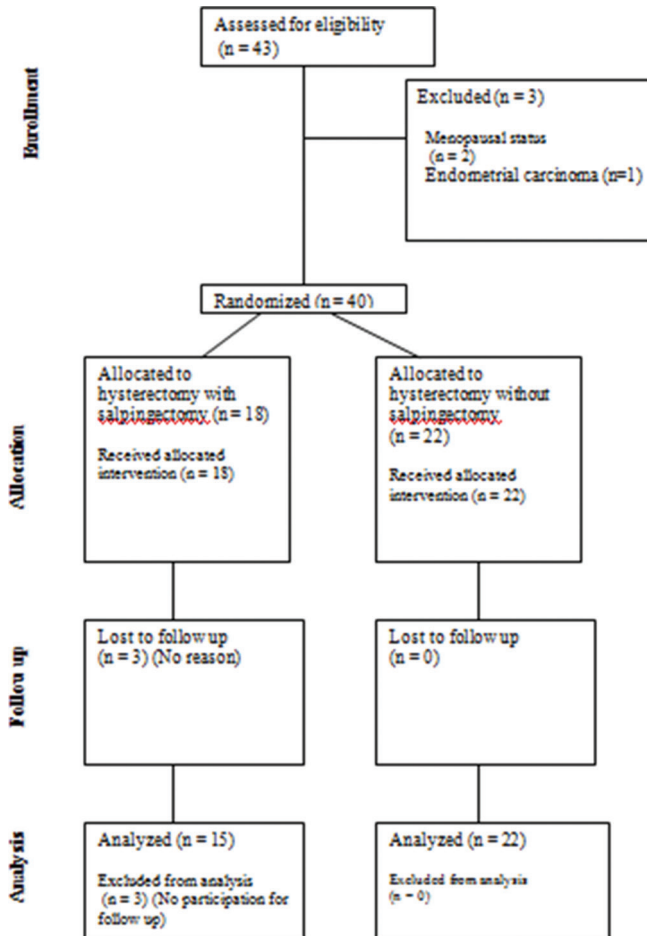 Enrollment
Assessed for eligibility
(n = 43)
Excluded (n = 3)
Menopausal status
(n = 2)
Endometrial carcinoma (n=1)
Randomized (n = 40)
Allocation
Allocated to
hysterectomy with
salpingectomy (n = 18)
Received allocated
intervention (n = 18)
Allocated to
hysterectomy without
salpingectomy
(n = 22)
Received allocated
intervention (n = 22)
Follow up
Lost to follow up
(n = 3) (No reason)
Lost to follow up
(n = 0)
Analysis
Analyzed (n = 15)
Excluded from analysis
(n = 3) (No participation for
follow up)
Analyzed (n = 22)
Excluded from analysis
(n = 0)